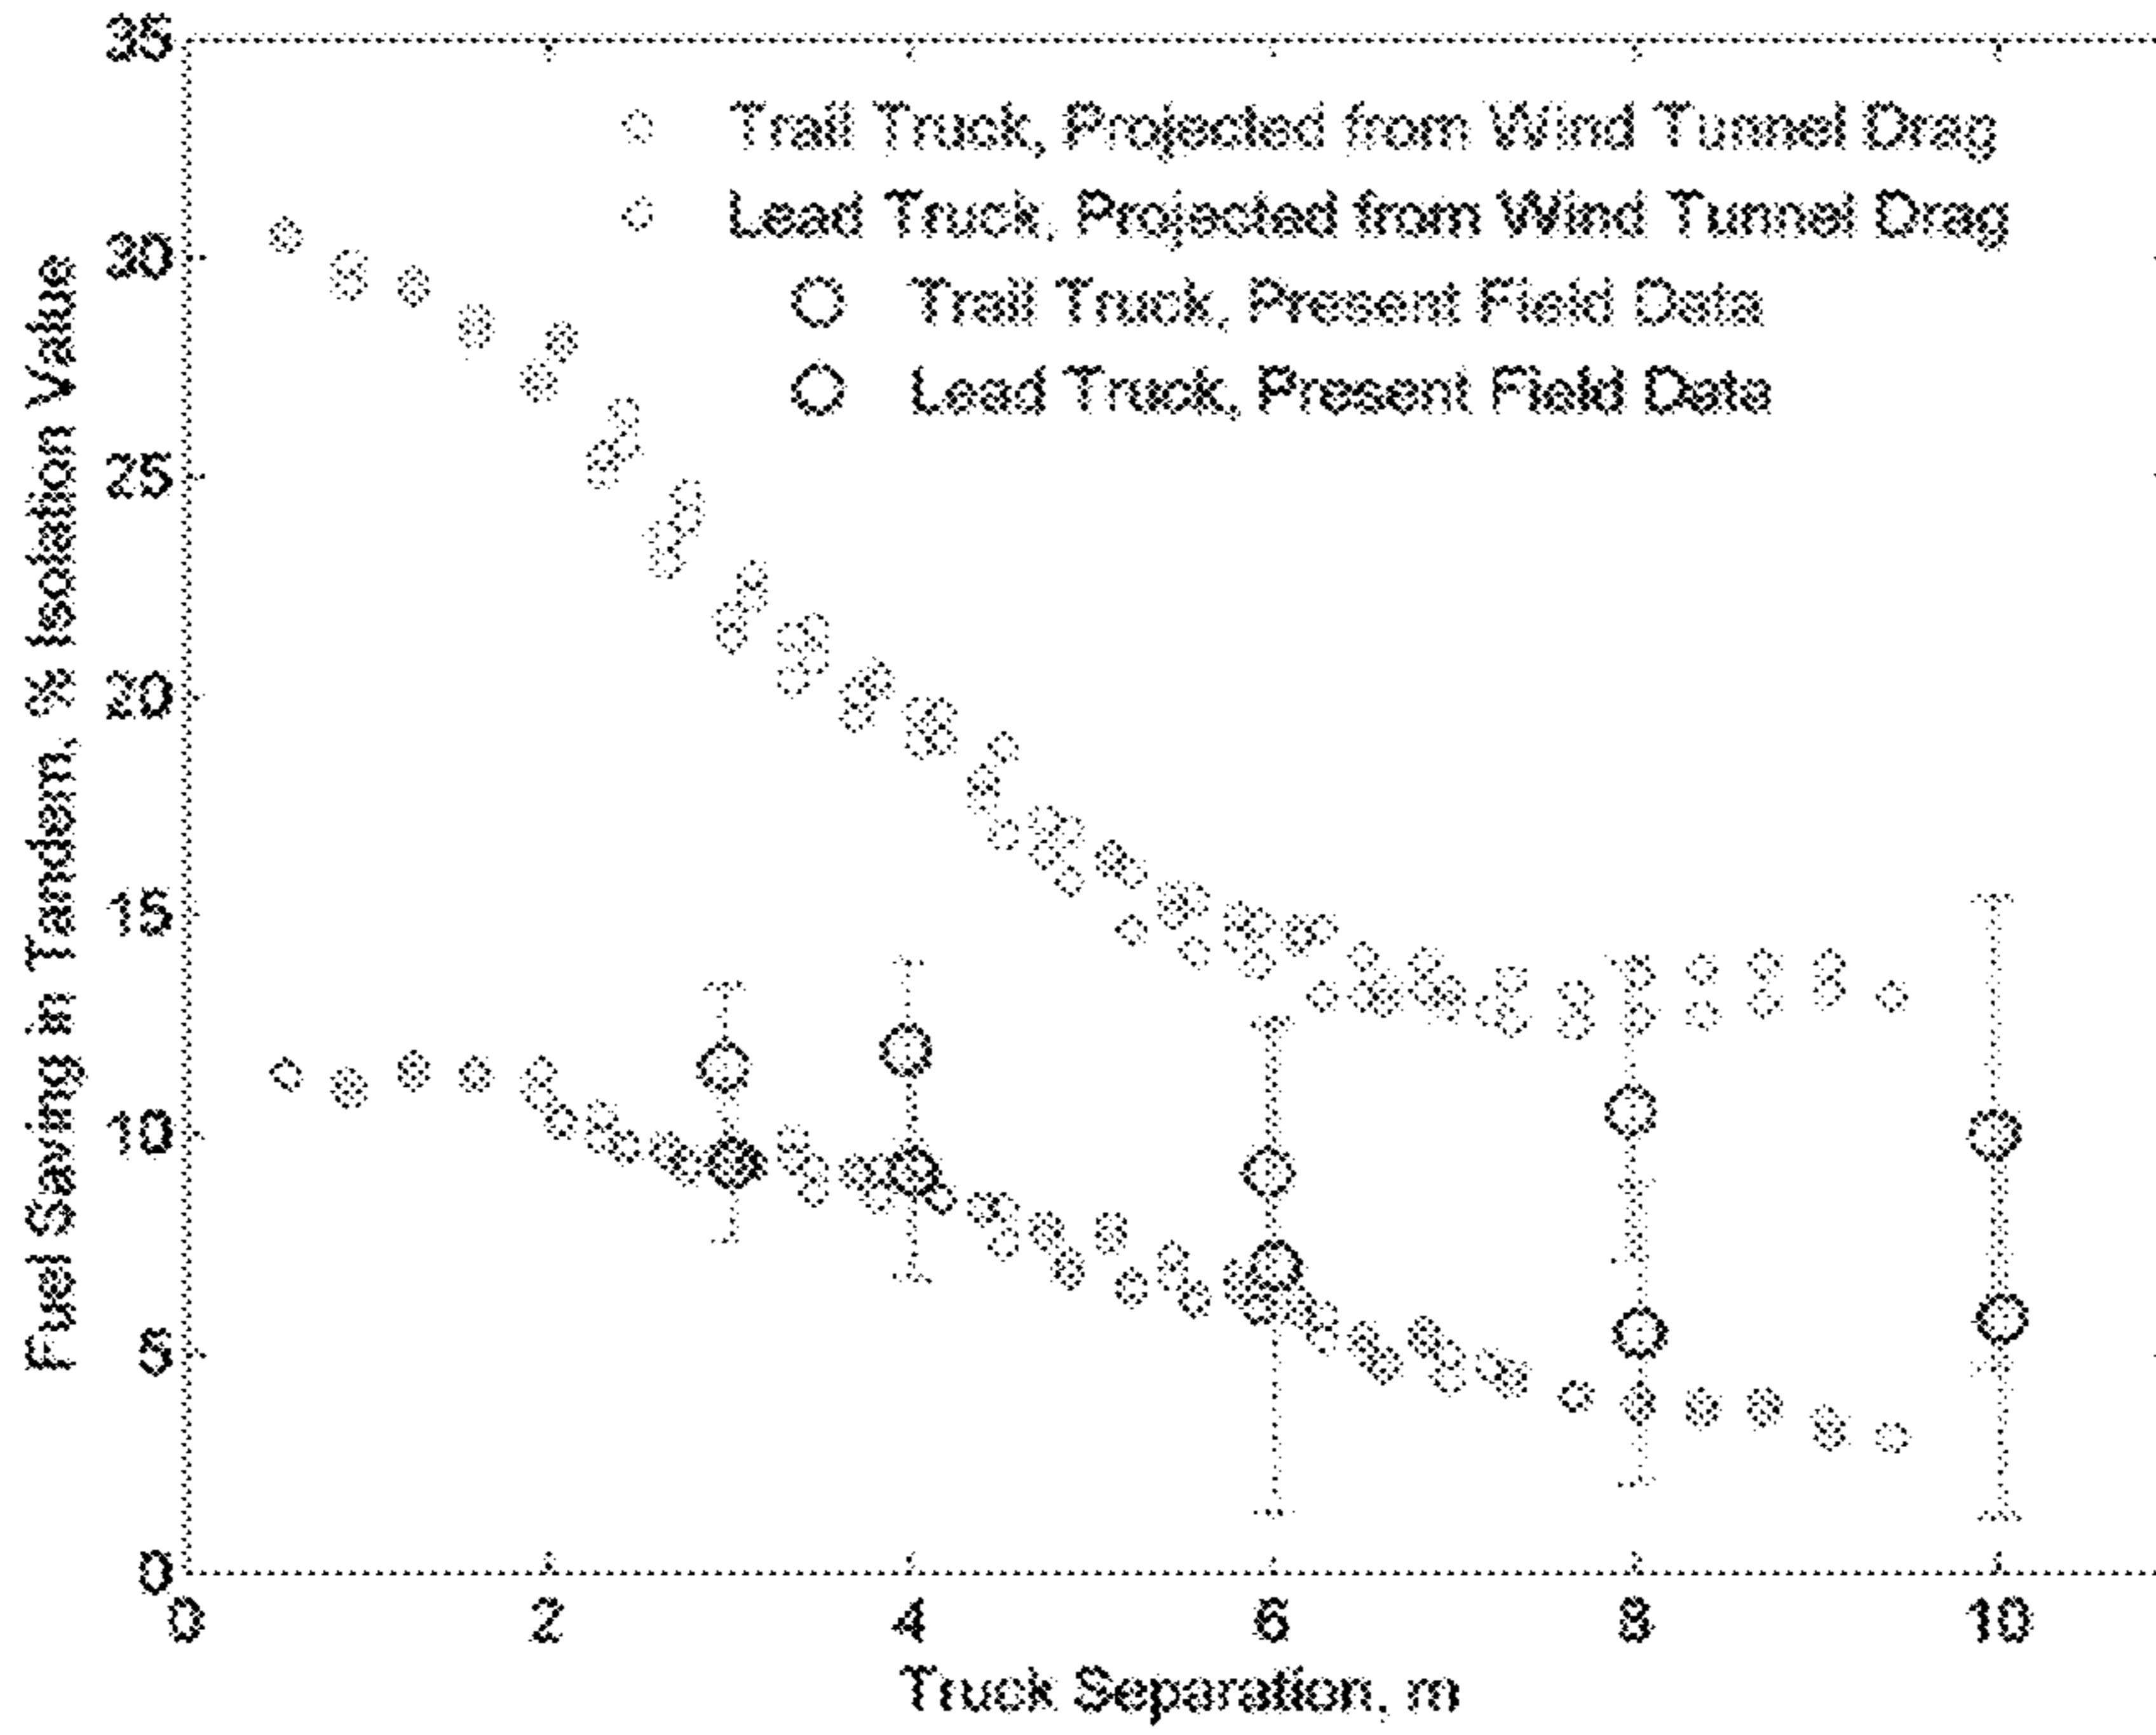 35
30
25
20
15
10
5
0
Fuel Saving in Tandem, % Isolation Value
Trail Truck, Projected from Wind Tunnel Drag
Lead Truck, Projected from Wind Tunnel Drag
Trail Truck, Present Field Data
Lead Truck, Present Field Data
0 2 4 6 8 10
Truck Separation, m